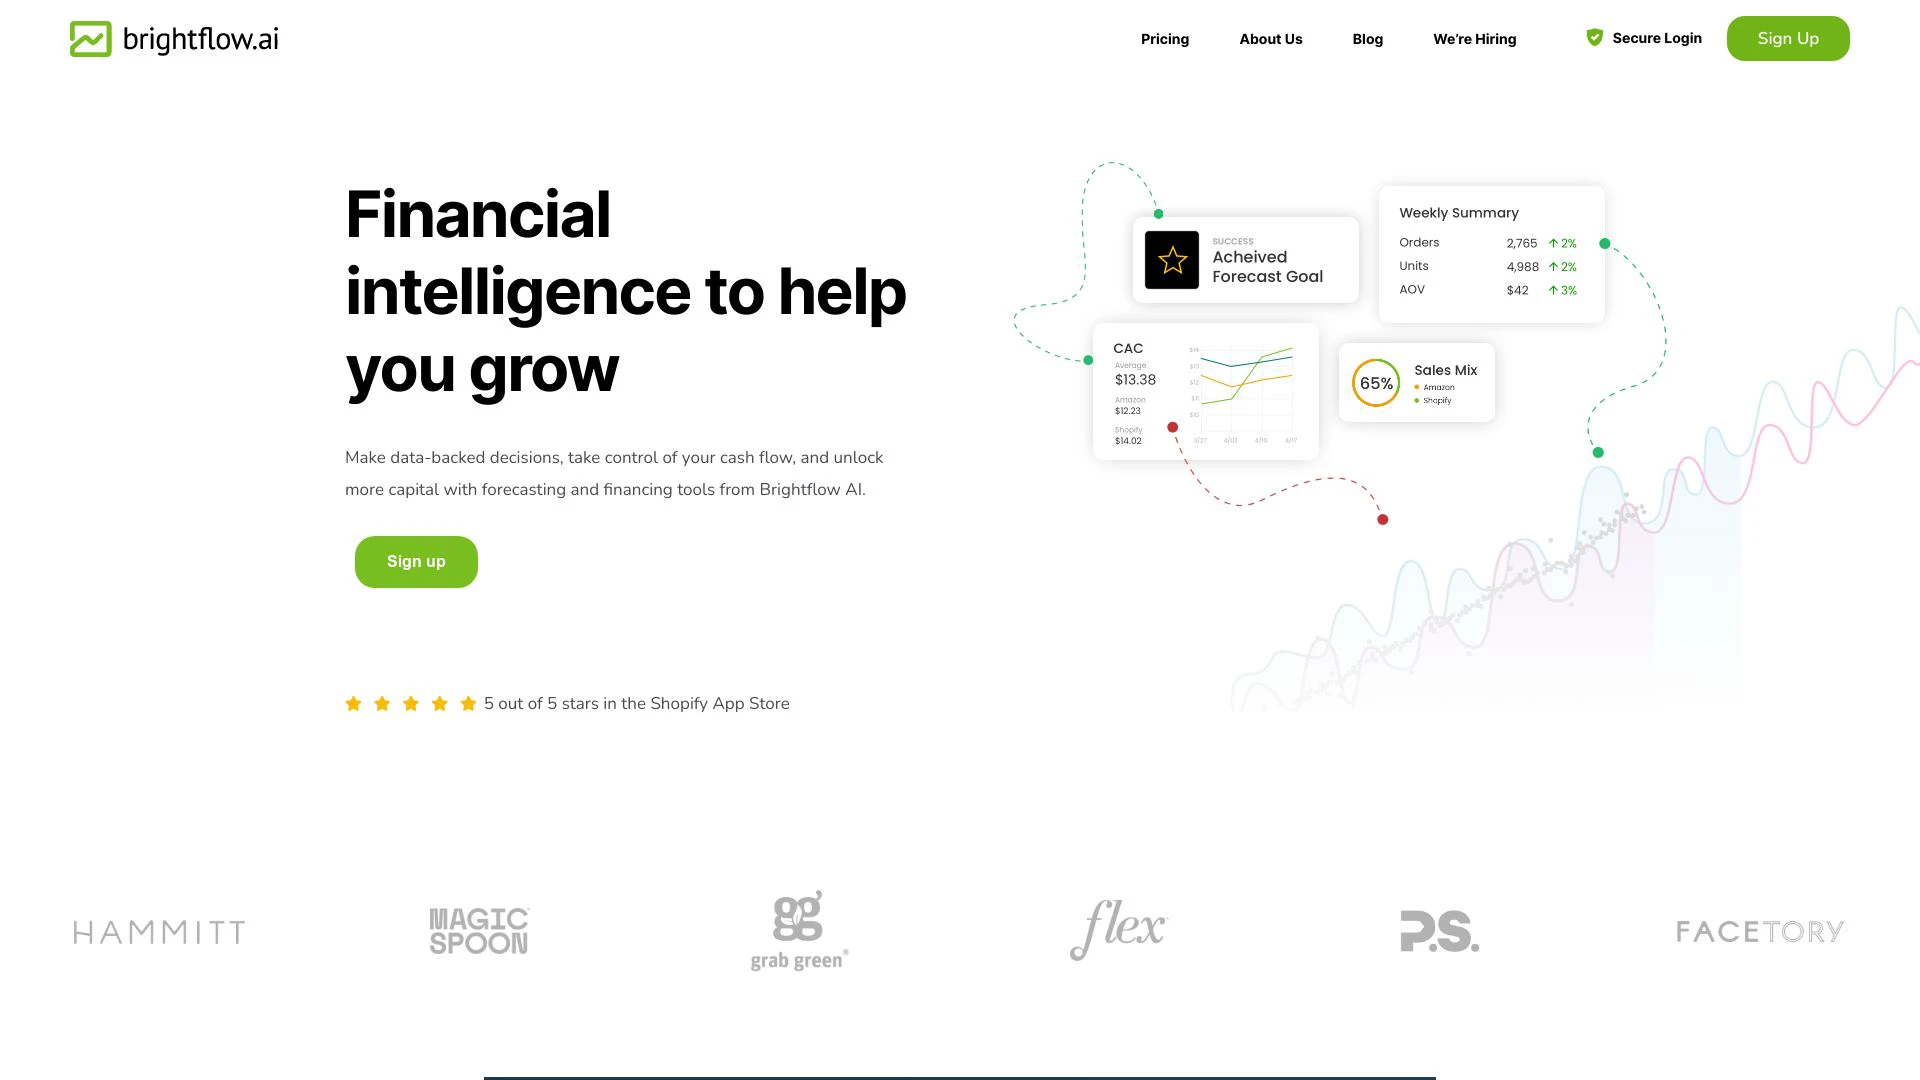 brightflow.ai
Pricing
About Us
Blog
We're Hiring
Secure Login
Sign Up
Financial
intelligence to help
you grow
Make data-backed decisions, take control of your cash flow, and unlock
more capital with forecasting and financing tools from Brightflow AI.
Sign up
5 out of 5 stars in the Shopify App Store
SUCCESS
Acheived
Forecast Goal
Weekly Summary
Orders 2,765 2%
Units 4,988 2%
AOV $42 3%
CAC
Average
$13.38
Amazon
$12.23
Shopify
$14.02
$14
$13
$12
$11
$10
3/27 4/03 4/15 4/17
65%
Sales Mix
Amazon
Shopify
HAMMITT
MAGIC
SPOON
gg
grab green®
flex
P.S.
FACETORY